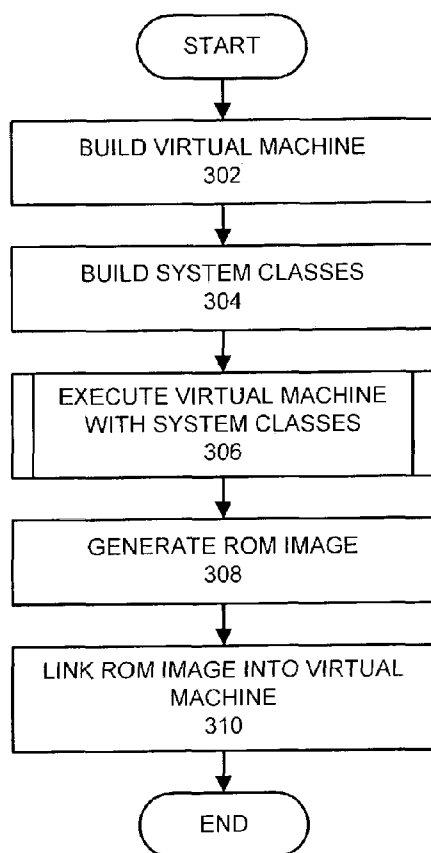 START
BUILD VIRTUAL MACHINE
302
BUILD SYSTEM CLASSES
304
EXECUTE VIRTUAL MACHINE
WITH SYSTEM CLASSES
306
GENERATE ROM IMAGE
308
LINK ROM IMAGE INTO VIRTUAL
MACHINE
310
END